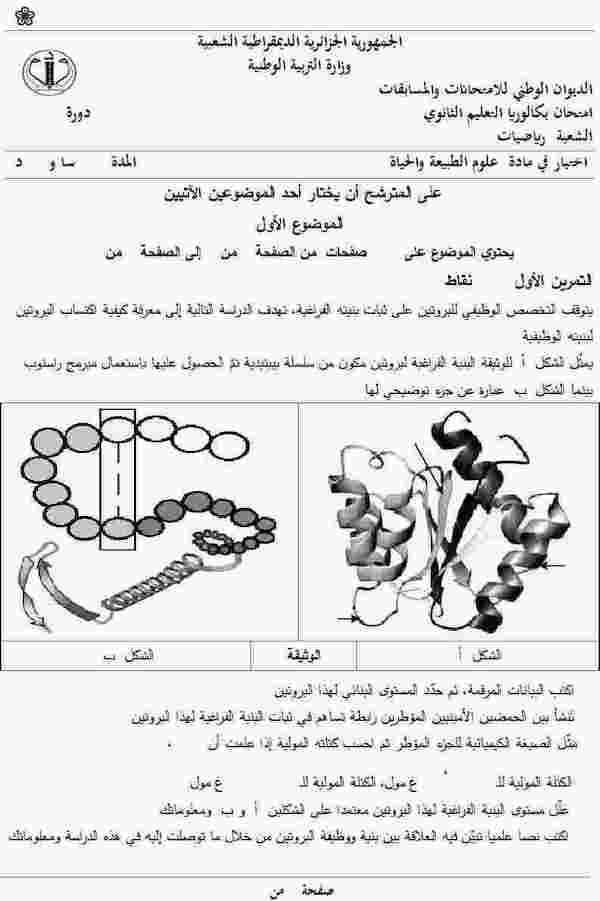 الجمهورية الجزائرية الديمقراطية الشعبية
وزارة التربية الوطنية
الديوان الوطني للامتحانات والمسابقات
امتحان بكالوريا التعليم الثانوي دورة
الشعبة رياضيات
اختبار في مادة علوم الطبيعة والحياة المدة سا و د
على المترشح أن يختار أحد الموضوعين الآتيين
الموضوع الأول
يحتوي الموضوع على صفحات من الصفحة من إلى الصفحة من
التمرين الأول نقاط
يتوقف التخصص الوظيفي للبروتين على ثبات بنيته الفراغية، تهدف الدراسة التالية إلى معرفة كيفية اكتساب البروتين
لبنيته الوظيفية
يمثّل الشكل أ للوثيقة البنية الفراغية لبروتين مكون من سلسلة بيبتيدية تمّ الحصول عليها باستعمال مبرمج راستوب
بينما الشكل ب عبارة عن جزء توضيحي لها
الشكل أ الوثيقة الشكل ب
اكتب البيانات المرقمة، ثم حدّد المستوى البنائي لهذا البروتين
تنشأ بين الحمضين الأمينيين المؤطرين رابطة تساهم في ثبات البنية الفراغية لهذا البروتين
مثّل الصيغة الكيميائية للجزء المؤطر ثم احسب كتلته المولية إذا علمت أن ،
الكتلة المولية للـ غ مول، الكتلة المولية للـ غ مول
علّل مستوى البنية الفراغية لهذا البروتين معتمدا على الشكلين أ و ب ومعلوماتك
اكتب نصا علميا تبيّن فيه العلاقة بين بنية ووظيفة البروتين من خلال ما توصلت إليه في هذه الدراسة ومعلوماتك
صفحة من